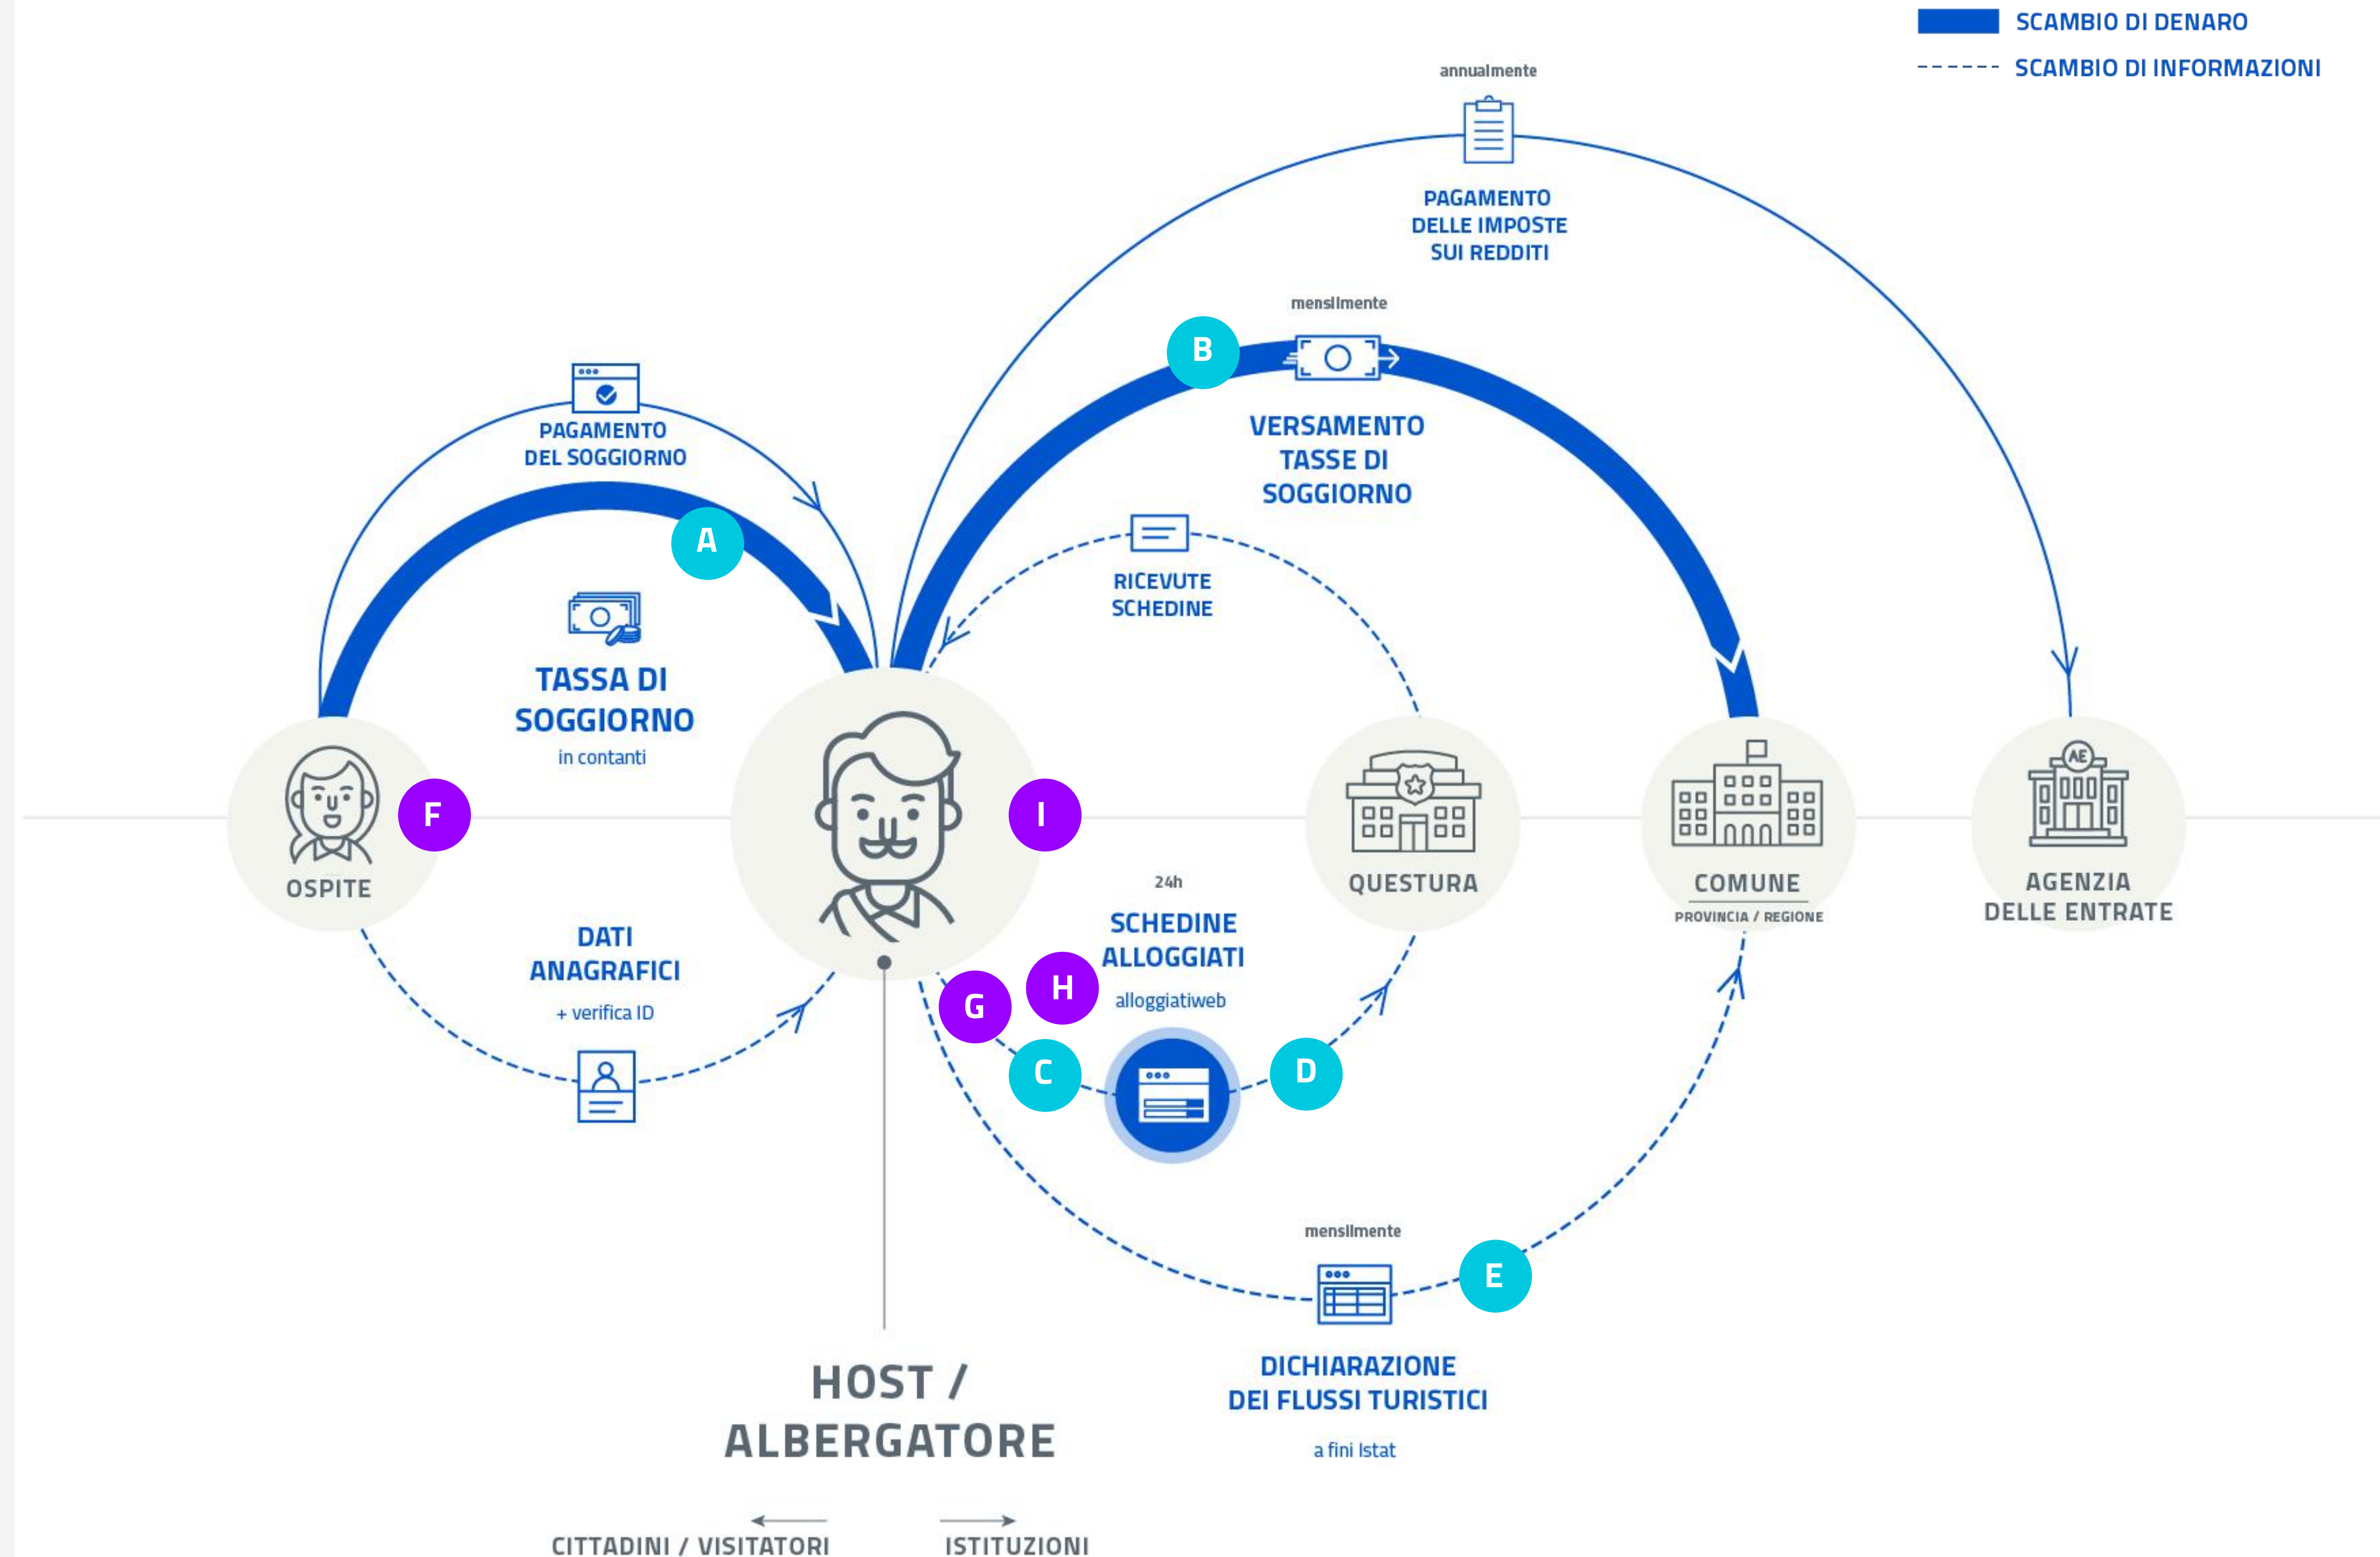 SCAMBIO DI DENARO
SCAMBIO DI INFORMAZIONI
annualmente
PAGAMENTO
DELLE IMPOSTE
SUI REDDITI
mensilmente
B
VERSAMENTO
TASSE DI
SOGGIORNO
PAGAMENTO
DEL SOGGIORNO
A
RICEVUTE
SCHEDINE
TASSA DI
SOGGIORNO
in contanti
F
OSPITE
I
QUESTURA
COMUNE
PROVINCIA / REGIONE
AE
AGENZIA
DELLE ENTRATE
DATI
ANAGRAFICI
+ verifica ID
24h
SCHEDINE
ALLOGGIATI
alloggiatiweb
G
H
C
D
mensilmente
E
DICHIARAZIONE
DEI FLUSSI TURISTICI
a fini Istat
HOST /
ALBERGATORE
CITTADINI / VISITATORI
ISTITUZIONI